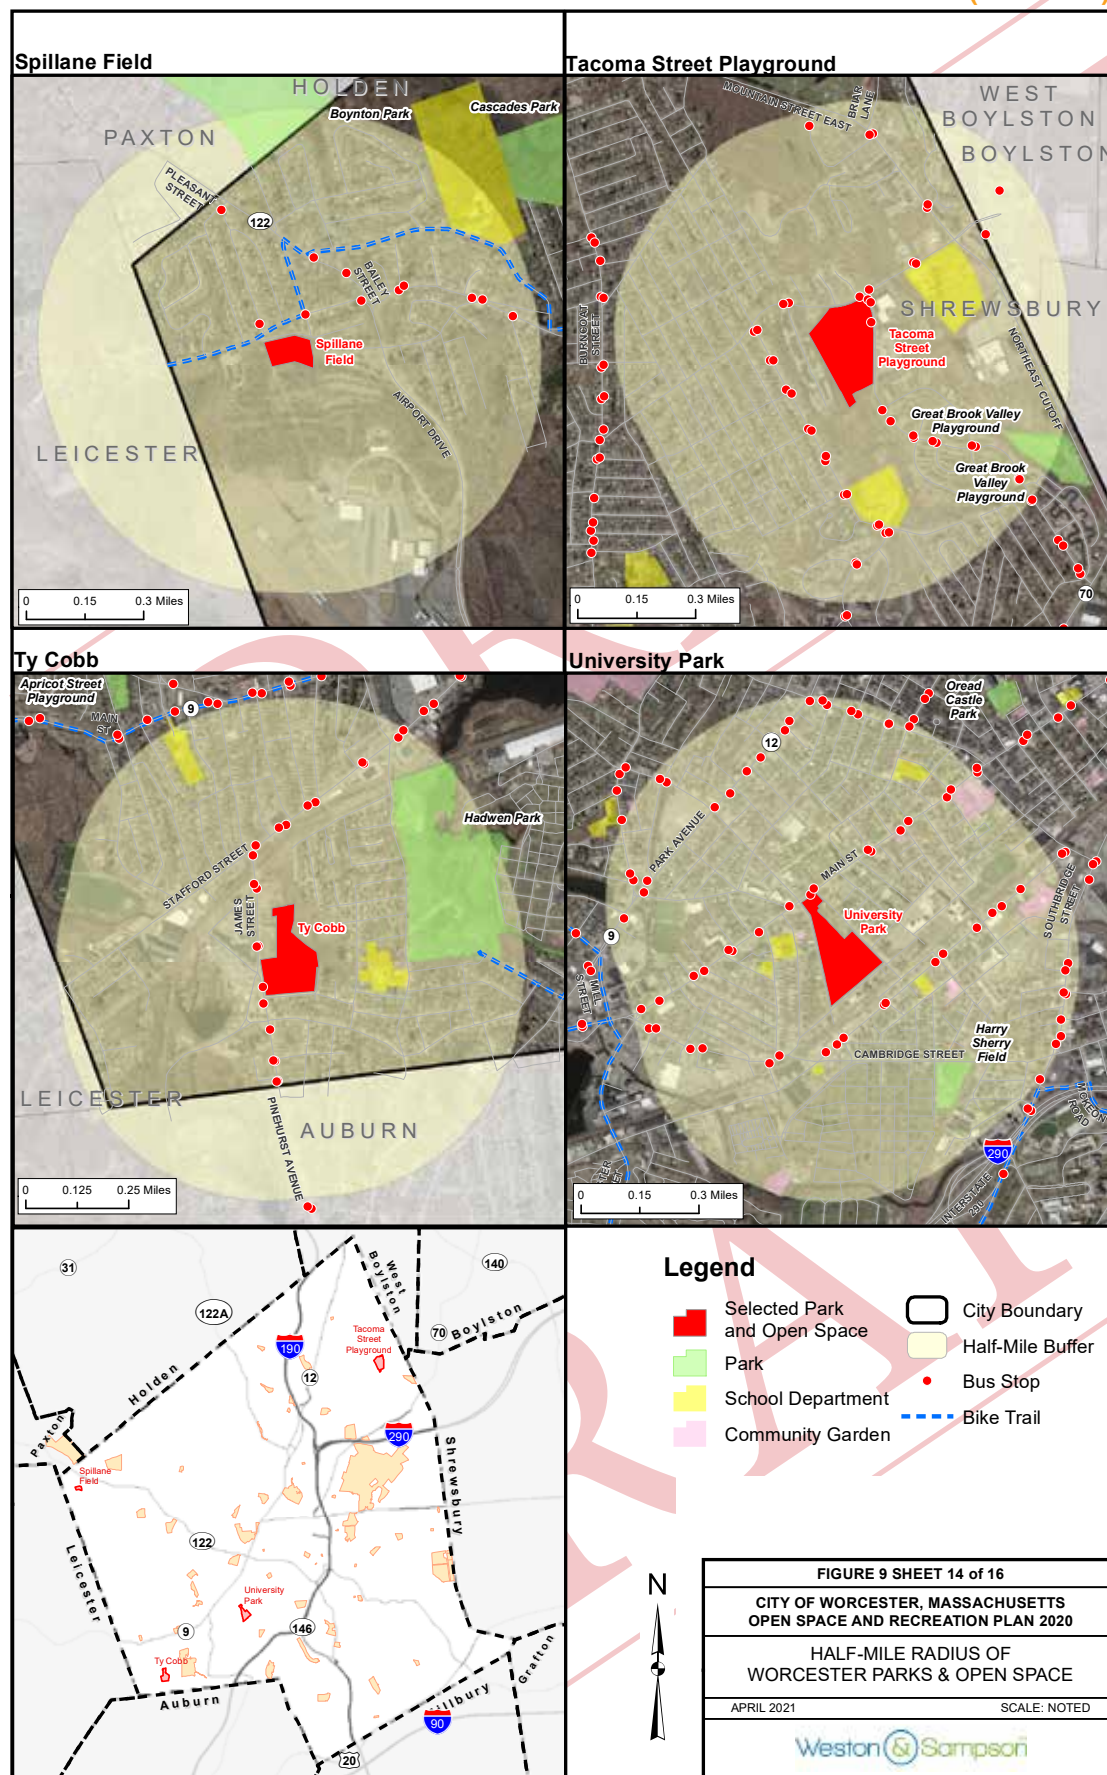 Spillane Field
HOLDEN
Boynton Park
Cascades Park
PAXTON
PLEASANT
STREET
122
BAILEY
STREET
Spillane
Field
AIRPORT DRIVE
LEICESTER
0 0.15 0.3 Miles
Tacoma Street Playground
MOUNTAIN STREET EAST
BRIAR
LANE
WEST
BOYLSTON
BOYLSTON
BURNCOAT
STREET
SHREWSBURY
Tacoma
Street
Playground
NORTHEAST CUTOFF
Great Brook Valley
Playground
Great Brook
Valley
Playground
70
0 0.15 0.3 Miles
Ty Cobb
Apricot Street
Playground
MAIN
ST
9
Hadwen Park
STAFFORD STREET
JAMES
STREET
Ty Cobb
LEICESTER
AUBURN
PINEHURST AVENUE
0 0.125 0.25 Miles
University Park
Oread
Castle
Park
12
PARK AVENUE
MAIN ST
SOUTHBRIDGE
STREET
University
Park
9
MILL
STREET
Harry
Sherry
Field
CAMBRIDGE STREET
MCKEON
ROAD
290
INTERSTATE
290
0 0.15 0.3 Miles
31
140
122A
West
Boylston
Tacoma
Street
Playground
70
Boylston
190
12
Holden
Paxton
290
Spillane
Field
Shrewsbury
122
Leicester
University
Park
9
146
Ty Cobb
Auburn
Grafton
90
20
Legend
Selected Park
and Open Space
Park
School Department
Community Garden
City Boundary
Half-Mile Buffer
Bus Stop
Bike Trail
N
FIGURE 9 SHEET 14 of 16
CITY OF WORCESTER, MASSACHUSETTS
OPEN SPACE AND RECREATION PLAN 2020
HALF-MILE RADIUS OF
WORCESTER PARKS & OPEN SPACE
APRIL 2021 SCALE: NOTED
Weston & Sampson